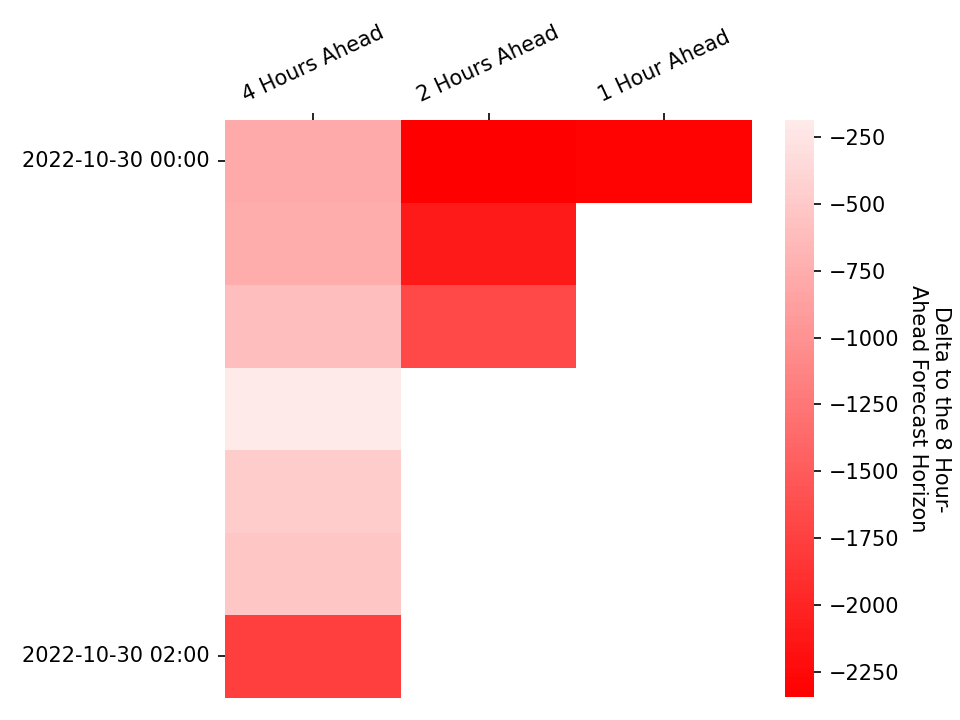 4 Hours Ahead
2 Hours Ahead
1 Hour Ahead
2022-10-30 00:00
2022-10-30 02:00
−250
−500
−750
−1000
−1250
−1500
−1750
−2000
−2250
Delta to the 8 Hour-
Ahead Forecast Horizon